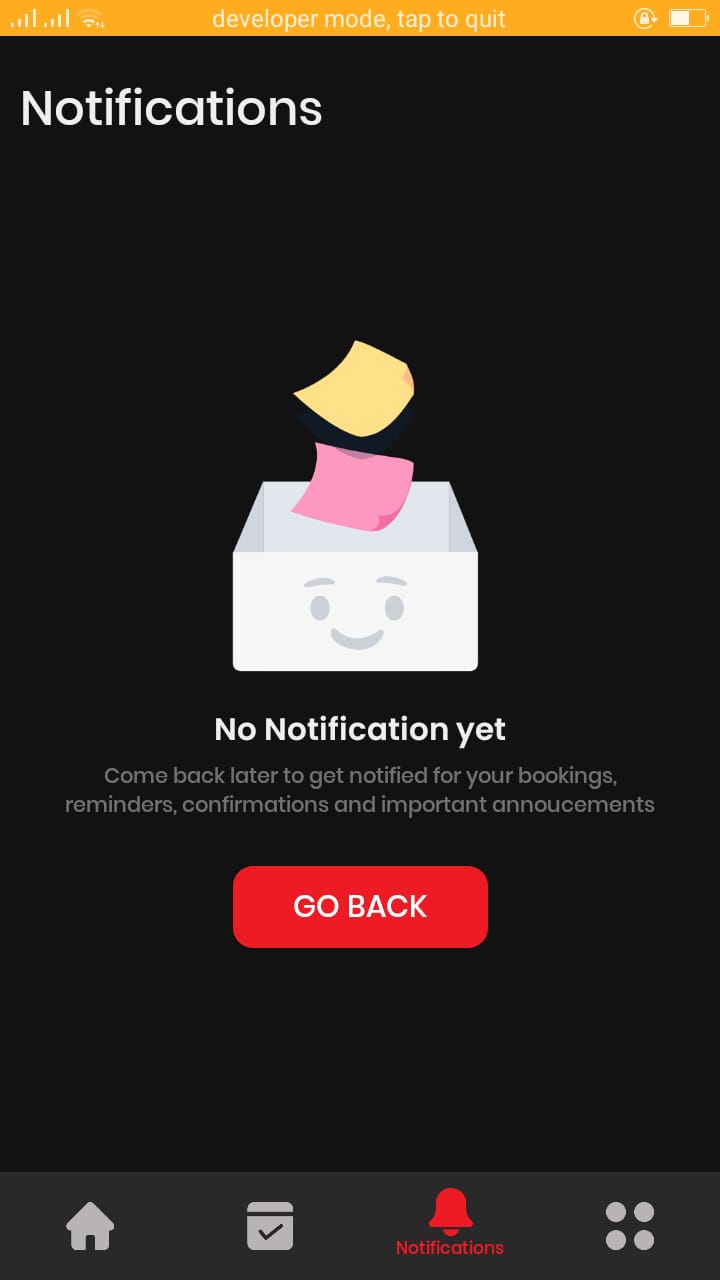 developer mode, tap to quit
Notifications
No Notification yet
Come back later to get notified for your bookings,
reminders, confirmations and important annoucements
GO BACK
Notifications